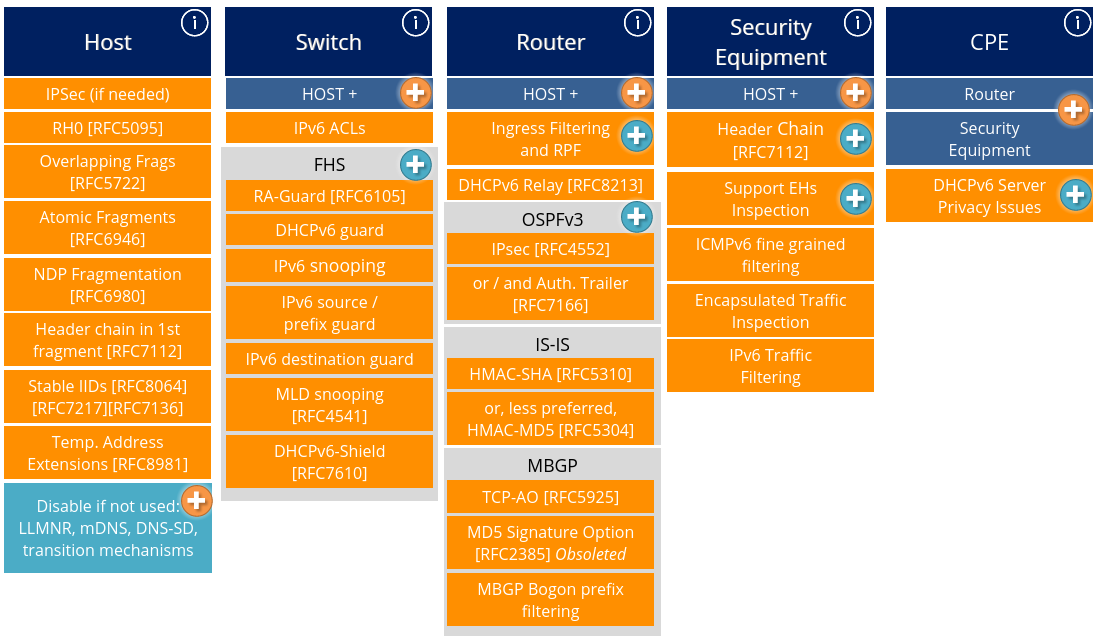 Host
IPSec (if needed)
RH0 [RFC5095]
Overlapping Frags
[RFC5722]
Atomic Fragments
[RFC6946]
NDP Fragmentation
[RFC6980]
Header chain in 1st
fragment [RFC7112]
Stable IIDs [RFC8064]
[RFC7217][RFC7136]
Temp. Address
Extensions [RFC8981]
Disable if not used:
LLMNR, mDNS, DNS-SD,
transition mechanisms
Switch
HOST +
IPv6 ACLs
FHS
RA-Guard [RFC6105]
DHCPv6 guard
IPv6 snooping
IPv6 source /
prefix guard
IPv6 destination guard
MLD snooping
[RFC4541]
DHCPv6-Shield
[RFC7610]
Router
HOST +
Ingress Filtering
and RPF
DHCPv6 Relay [RFC8213]
OSPFv3
IPsec [RFC4552]
or / and Auth. Trailer
[RFC7166]
IS-IS
HMAC-SHA [RFC5310]
or, less preferred,
HMAC-MD5 [RFC5304]
MBGP
TCP-AO [RFC5925]
MD5 Signature Option
[RFC2385] Obsoleted
MBGP Bogon prefix
filtering
Security
Equipment
HOST +
Header Chain
[RFC7112]
Support EHs
Inspection
ICMPv6 fine grained
filtering
Encapsulated Traffic
Inspection
IPv6 Traffic
Filtering
CPE
Router
Security
Equipment
DHCPv6 Server
Privacy Issues